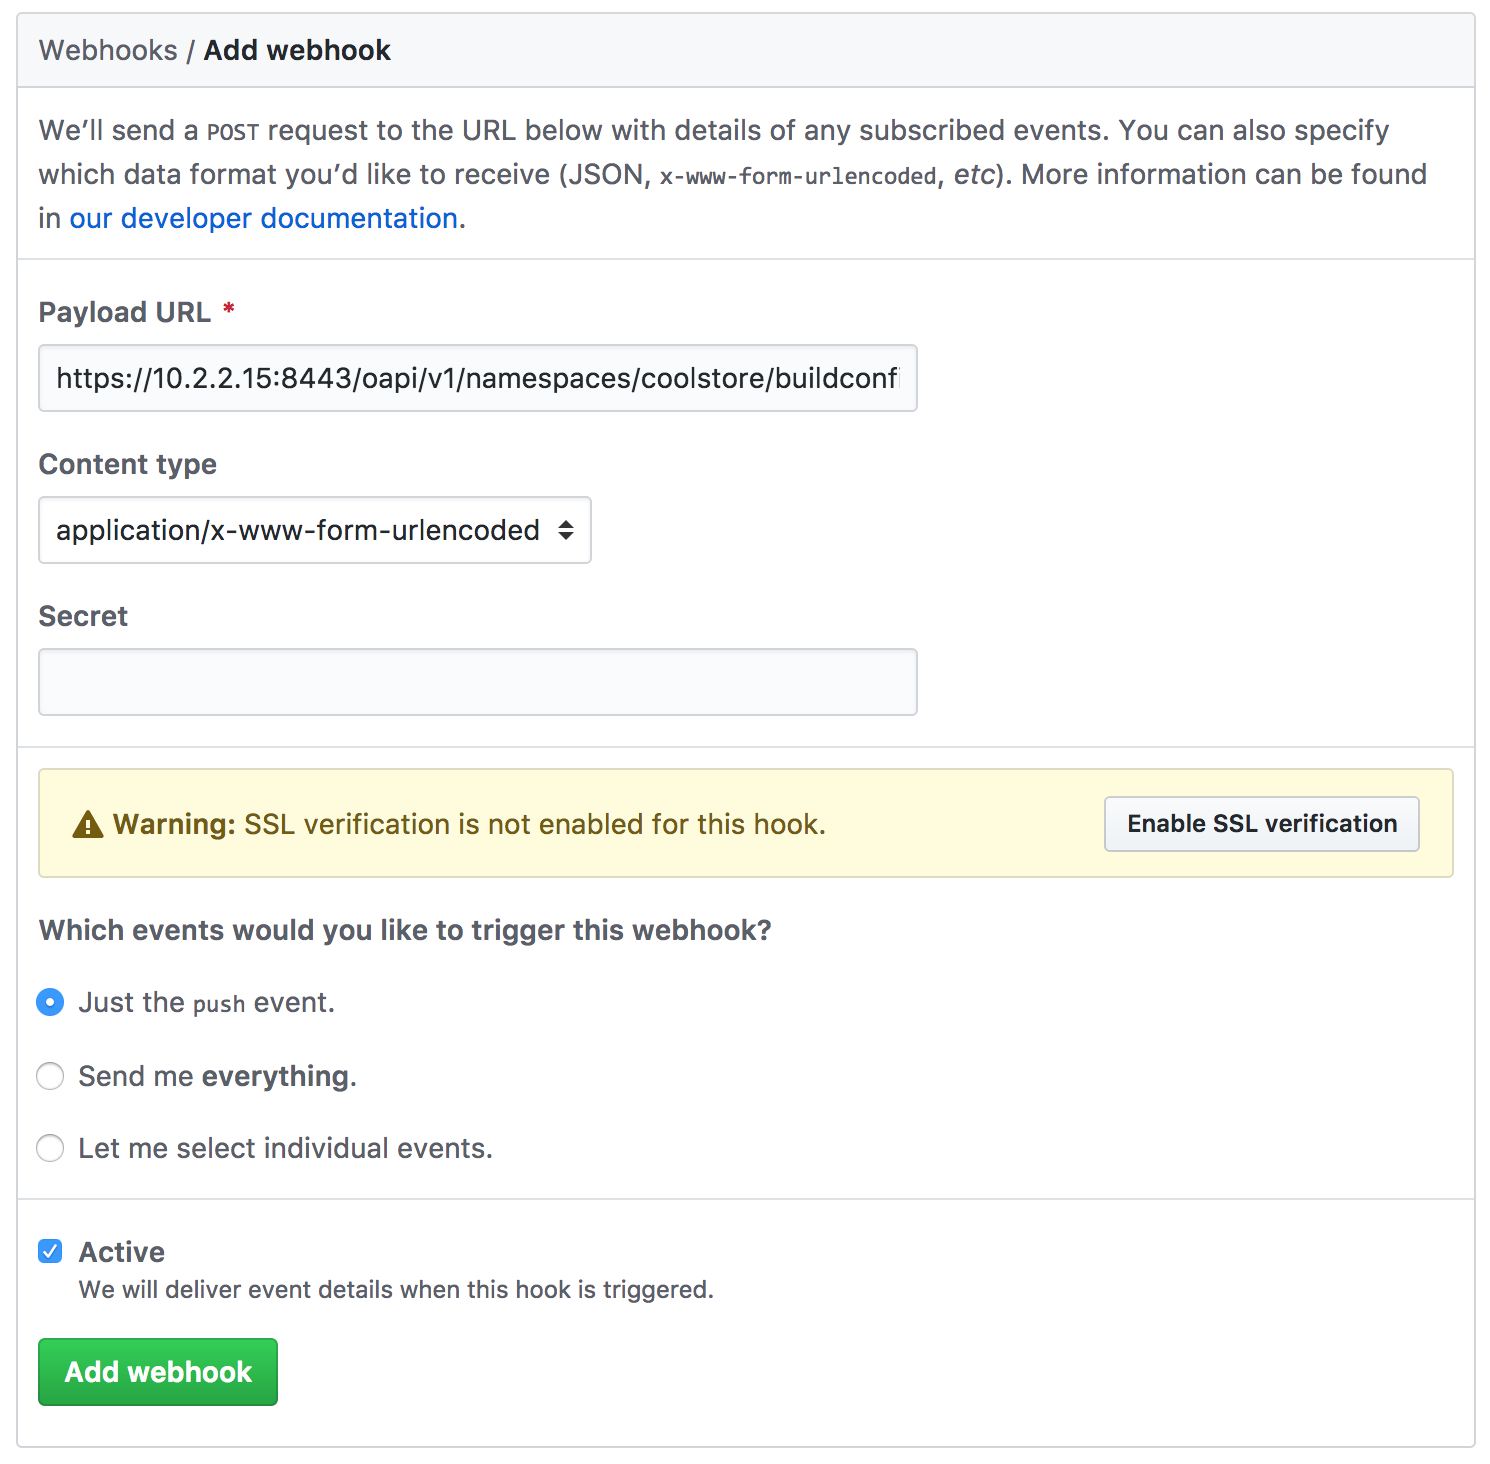 Webhooks / Add webhook
We’ll send a POST request to the URL below with details of any subscribed events. You can also specify
which data format you’d like to receive (JSON, x-www-form-urlencoded, etc). More information can be found
in our developer documentation.
Payload URL *
https://10.2.2.15:8443/oapi/v1/namespaces/coolstore/buildconfi
Content type
application/x-www-form-urlencoded
Secret
Warning: SSL verification is not enabled for this hook.
Enable SSL verification
Which events would you like to trigger this webhook?
Just the push event.
Send me everything.
Let me select individual events.
Active
We will deliver event details when this hook is triggered.
Add webhook